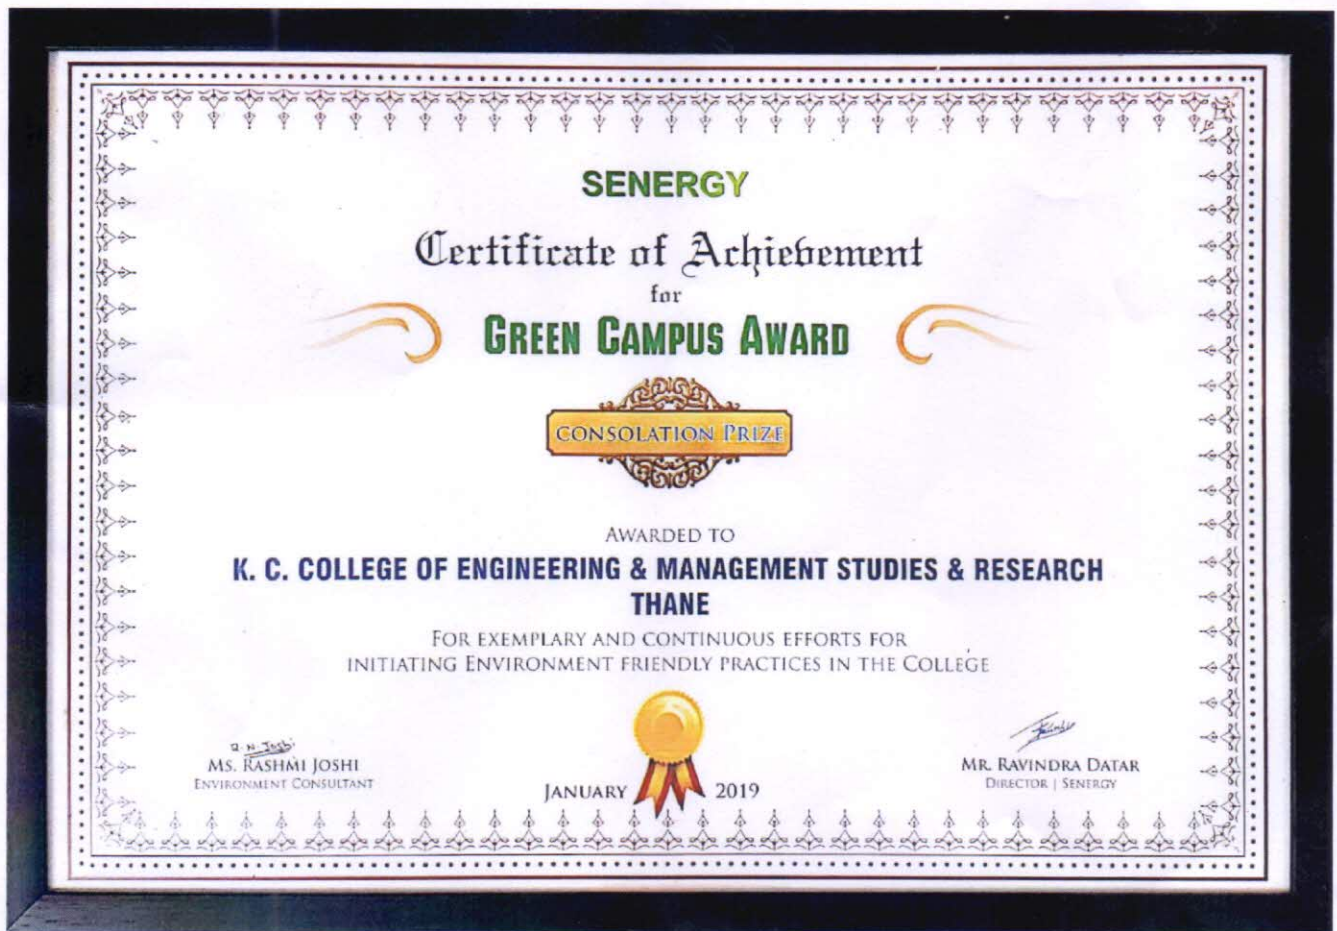 SENERGY
Certificate of Achievement
for
GREEN CAMPUS AWARD
CONSOLATION PRIZE
AWARDED TO
K. C. COLLEGE OF ENGINEERING & MANAGEMENT STUDIES & RESEARCH
THANE
FOR EXEMPLARY AND CONTINUOUS EFFORTS FOR
INITIATING ENVIRONMENT FRIENDLY PRACTICES IN THE COLLEGE
R. N. Joshi
MS. RASHMI JOSHI
ENVIRONMENT CONSULTANT
JANUARY 2019
MR. RAVINDRA DATAR
DIRECTOR | SENERGY